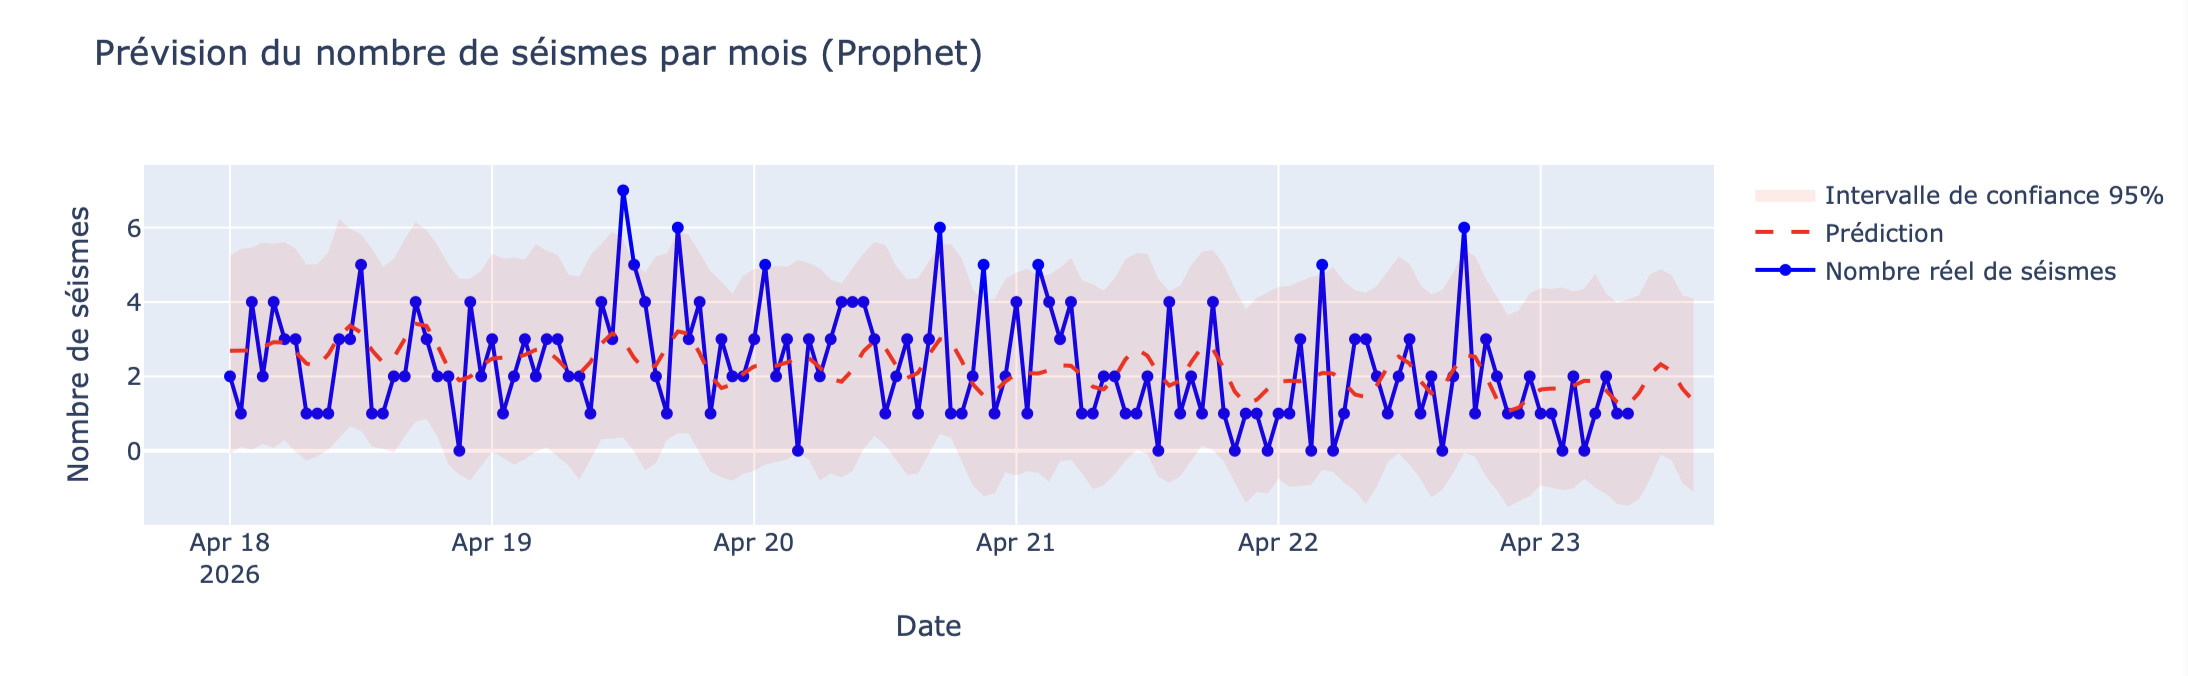 Prévision du nombre de séismes par mois (Prophet)
Nombre de séismes
6
4
2
0
Apr 18
2026
Apr 19
Apr 20
Apr 21
Apr 22
Apr 23
Date
Intervalle de confiance 95%
Prédiction
Nombre réel de séismes